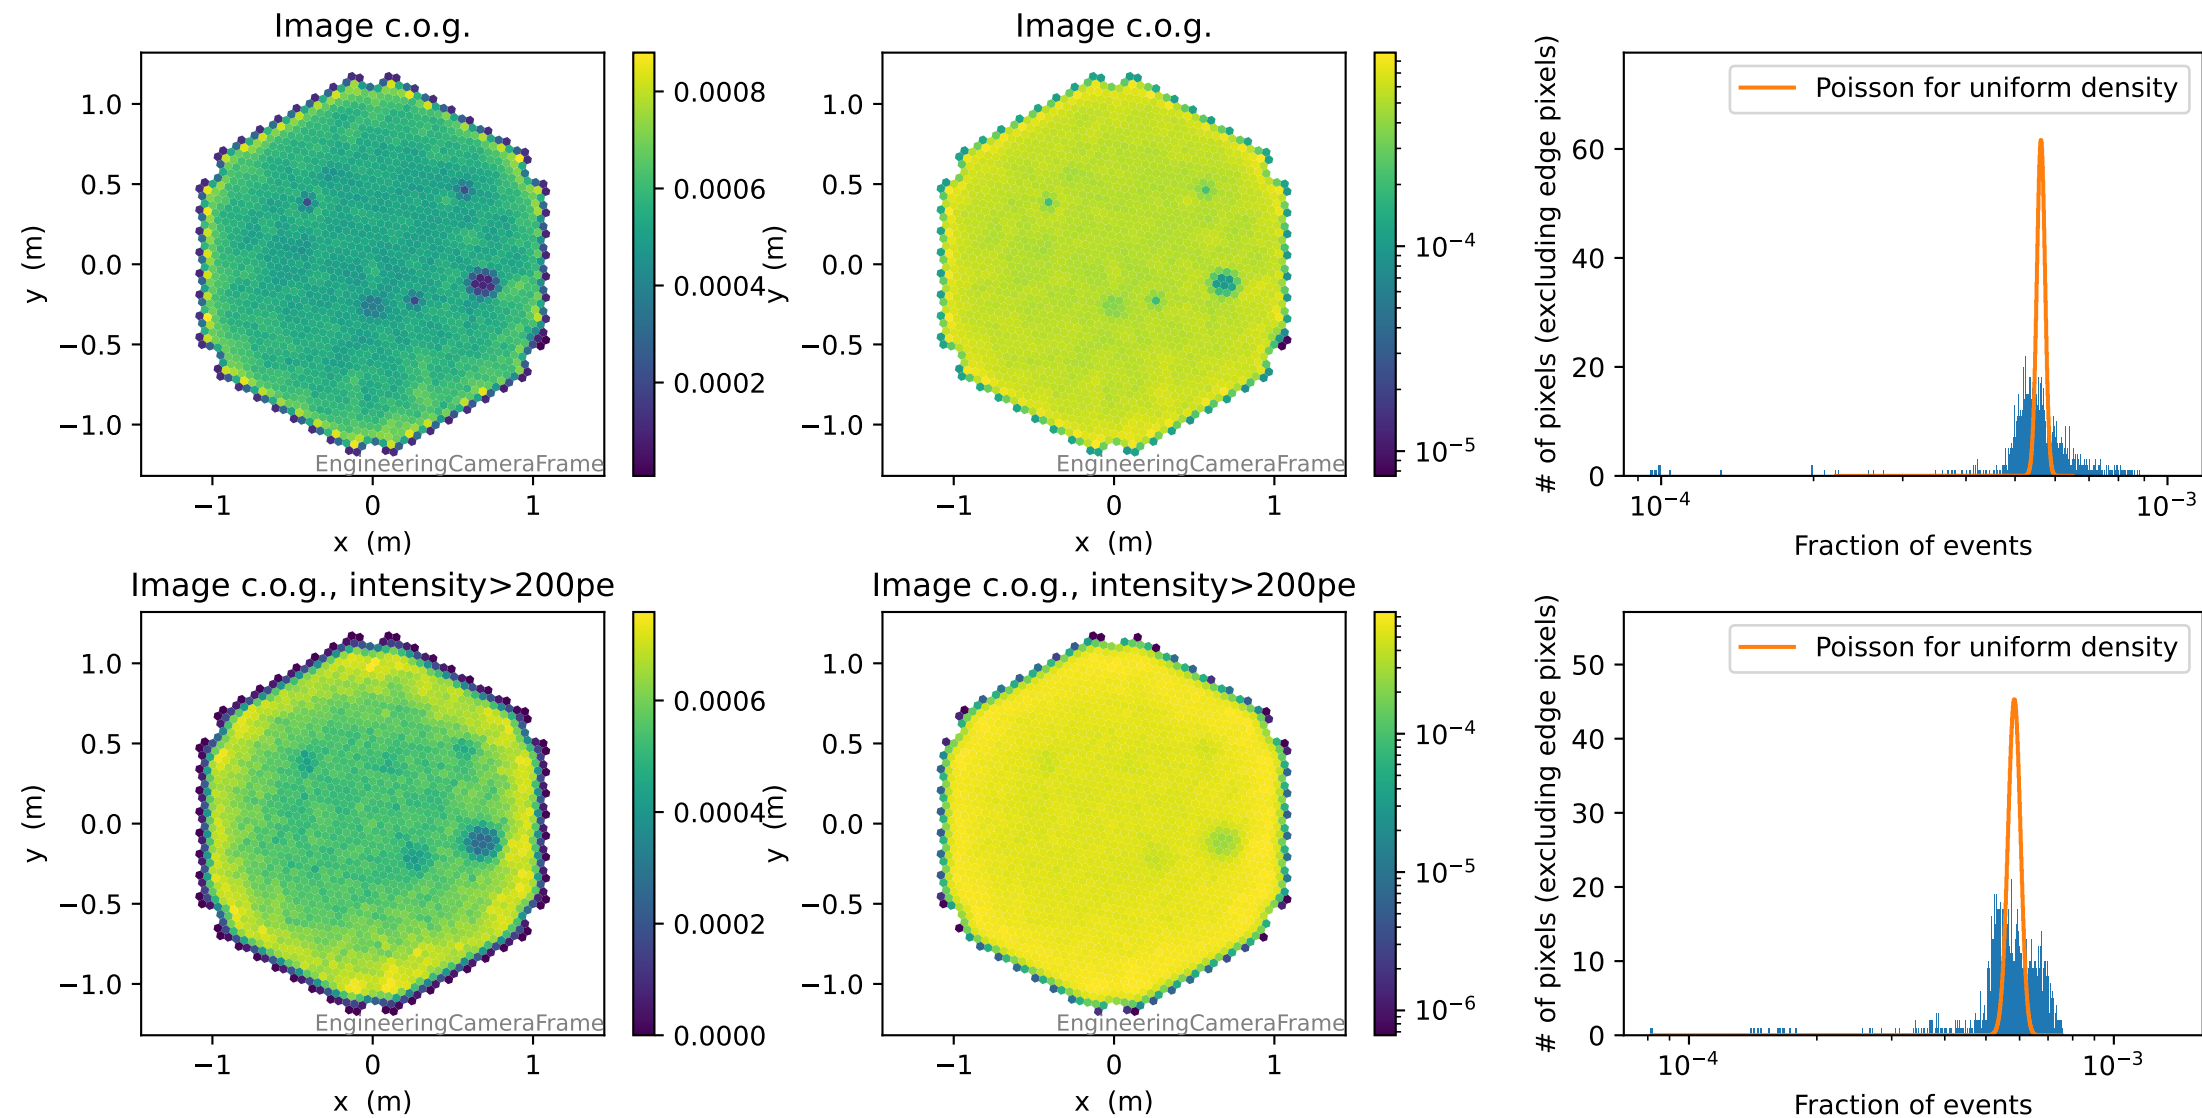 Image c.o.g.
1.0
0.5
0.0
−0.5
−1.0
y (m)
−1
0
1
x (m)
EngineeringCameraFrame
0.0008
0.0006
0.0004
0.0002
Image c.o.g.
1.0
0.5
0.0
−0.5
−1.0
y (m)
−1
0
1
x (m)
EngineeringCameraFrame
10⁻⁴
10⁻⁵
Poisson for uniform density
# of pixels (excluding edge pixels)
60
40
20
0
10⁻⁴
10⁻³
Fraction of events
Image c.o.g., intensity>200pe
1.0
0.5
0.0
−0.5
−1.0
y (m)
−1
0
1
x (m)
EngineeringCameraFrame
0.0006
0.0004
0.0002
0.0000
Image c.o.g., intensity>200pe
1.0
0.5
0.0
−0.5
−1.0
y (m)
−1
0
1
x (m)
EngineeringCameraFrame
10⁻⁴
10⁻⁵
10⁻⁶
Poisson for uniform density
# of pixels (excluding edge pixels)
50
40
30
20
10
0
10⁻⁴
10⁻³
Fraction of events